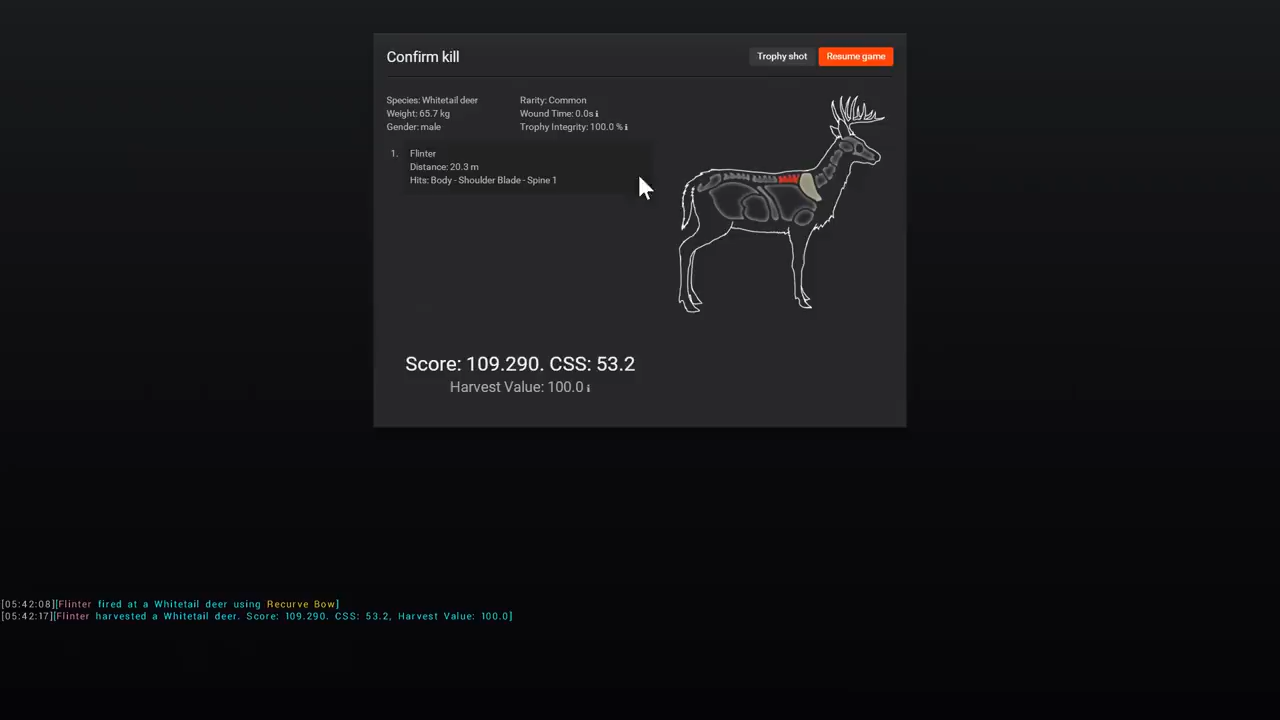 Confirm kill
Trophy shot
Resume game
Species: Whitetail deer
Rarity: Common
Weight: 65.7 kg
Wound Time: 0.0s i
Gender: male
Trophy Integrity: 100.0 % i
1. Flinter
Distance: 20.3 m
Hits: Body - Shoulder Blade - Spine 1
Score: 109.290. CSS: 53.2
Harvest Value: 100.0 i
[05:42:08][Flinter fired at a Whitetail deer using Recurve Bow]
[05:42:17][Flinter harvested a Whitetail deer. Score: 109.290. CSS: 53.2, Harvest Value: 100.0]